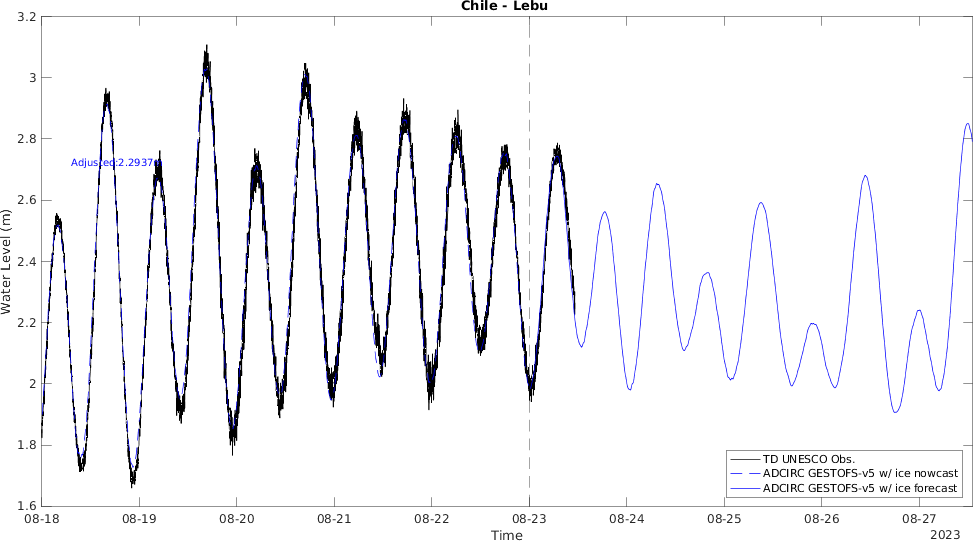 Chile - Lebu
3.2
3
2.8
2.6
2.4
2.2
2
1.8
1.6
Water Level (m)
Adjusted:2.2937
TD UNESCO Obs.
ADCIRC GESTOFS-v5 w/ ice nowcast
ADCIRC GESTOFS-v5 w/ ice forecast
08-18 08-19 08-20 08-21 08-22 08-23 08-24 08-25 08-26 08-27
Time
2023